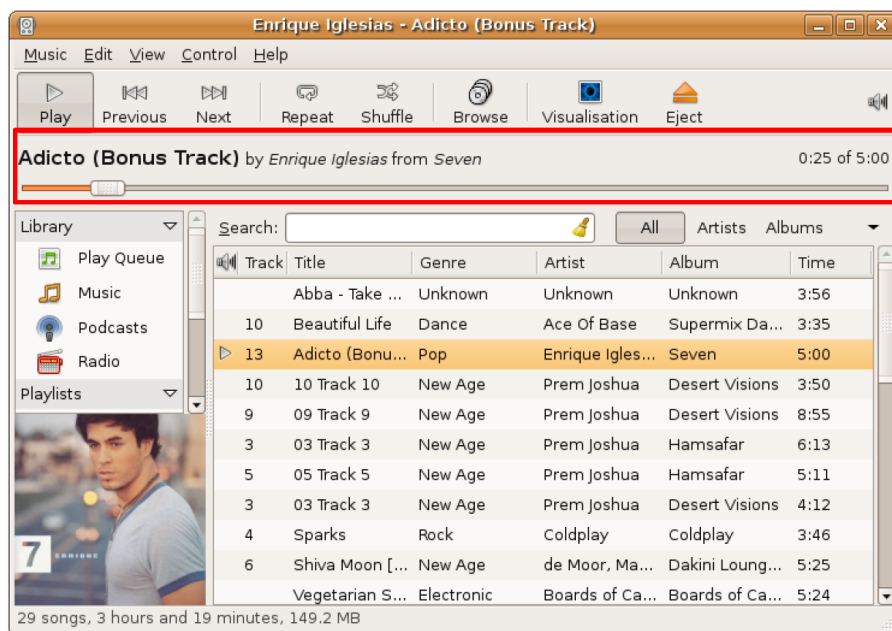 Enrique Iglesias - Adicto (Bonus Track)
Music Edit View Control Help
Play Previous Next Repeat Shuffle Browse Visualisation Eject
Adicto (Bonus Track) by Enrique Iglesias from Seven 0:25 of 5:00
Library Search: All Artists Albums
Play Queue Track Title Genre Artist Album Time
Music Abba - Take ... Unknown Unknown Unknown 3:56
Podcasts 10 Beautiful Life Dance Ace Of Base Supermix Da... 3:35
Radio 13 Adicto (Bonu... Pop Enrique Igles... Seven 5:00
Playlists 10 10 Track 10 New Age Prem Joshua Desert Visions 3:50
9 09 Track 9 New Age Prem Joshua Desert Visions 8:55
3 03 Track 3 New Age Prem Joshua Hamsafar 6:13
5 05 Track 5 New Age Prem Joshua Hamsafar 5:11
3 03 Track 3 New Age Prem Joshua Desert Visions 4:12
4 Sparks Rock Coldplay Coldplay 3:46
7 ENRIQUE 6 Shiva Moon [... New Age de Moor, Ma... Dakini Loung... 5:25
Vegetarian S... Electronic Boards of Ca... Boards of Ca... 5:24
29 songs, 3 hours and 19 minutes, 149.2 MB